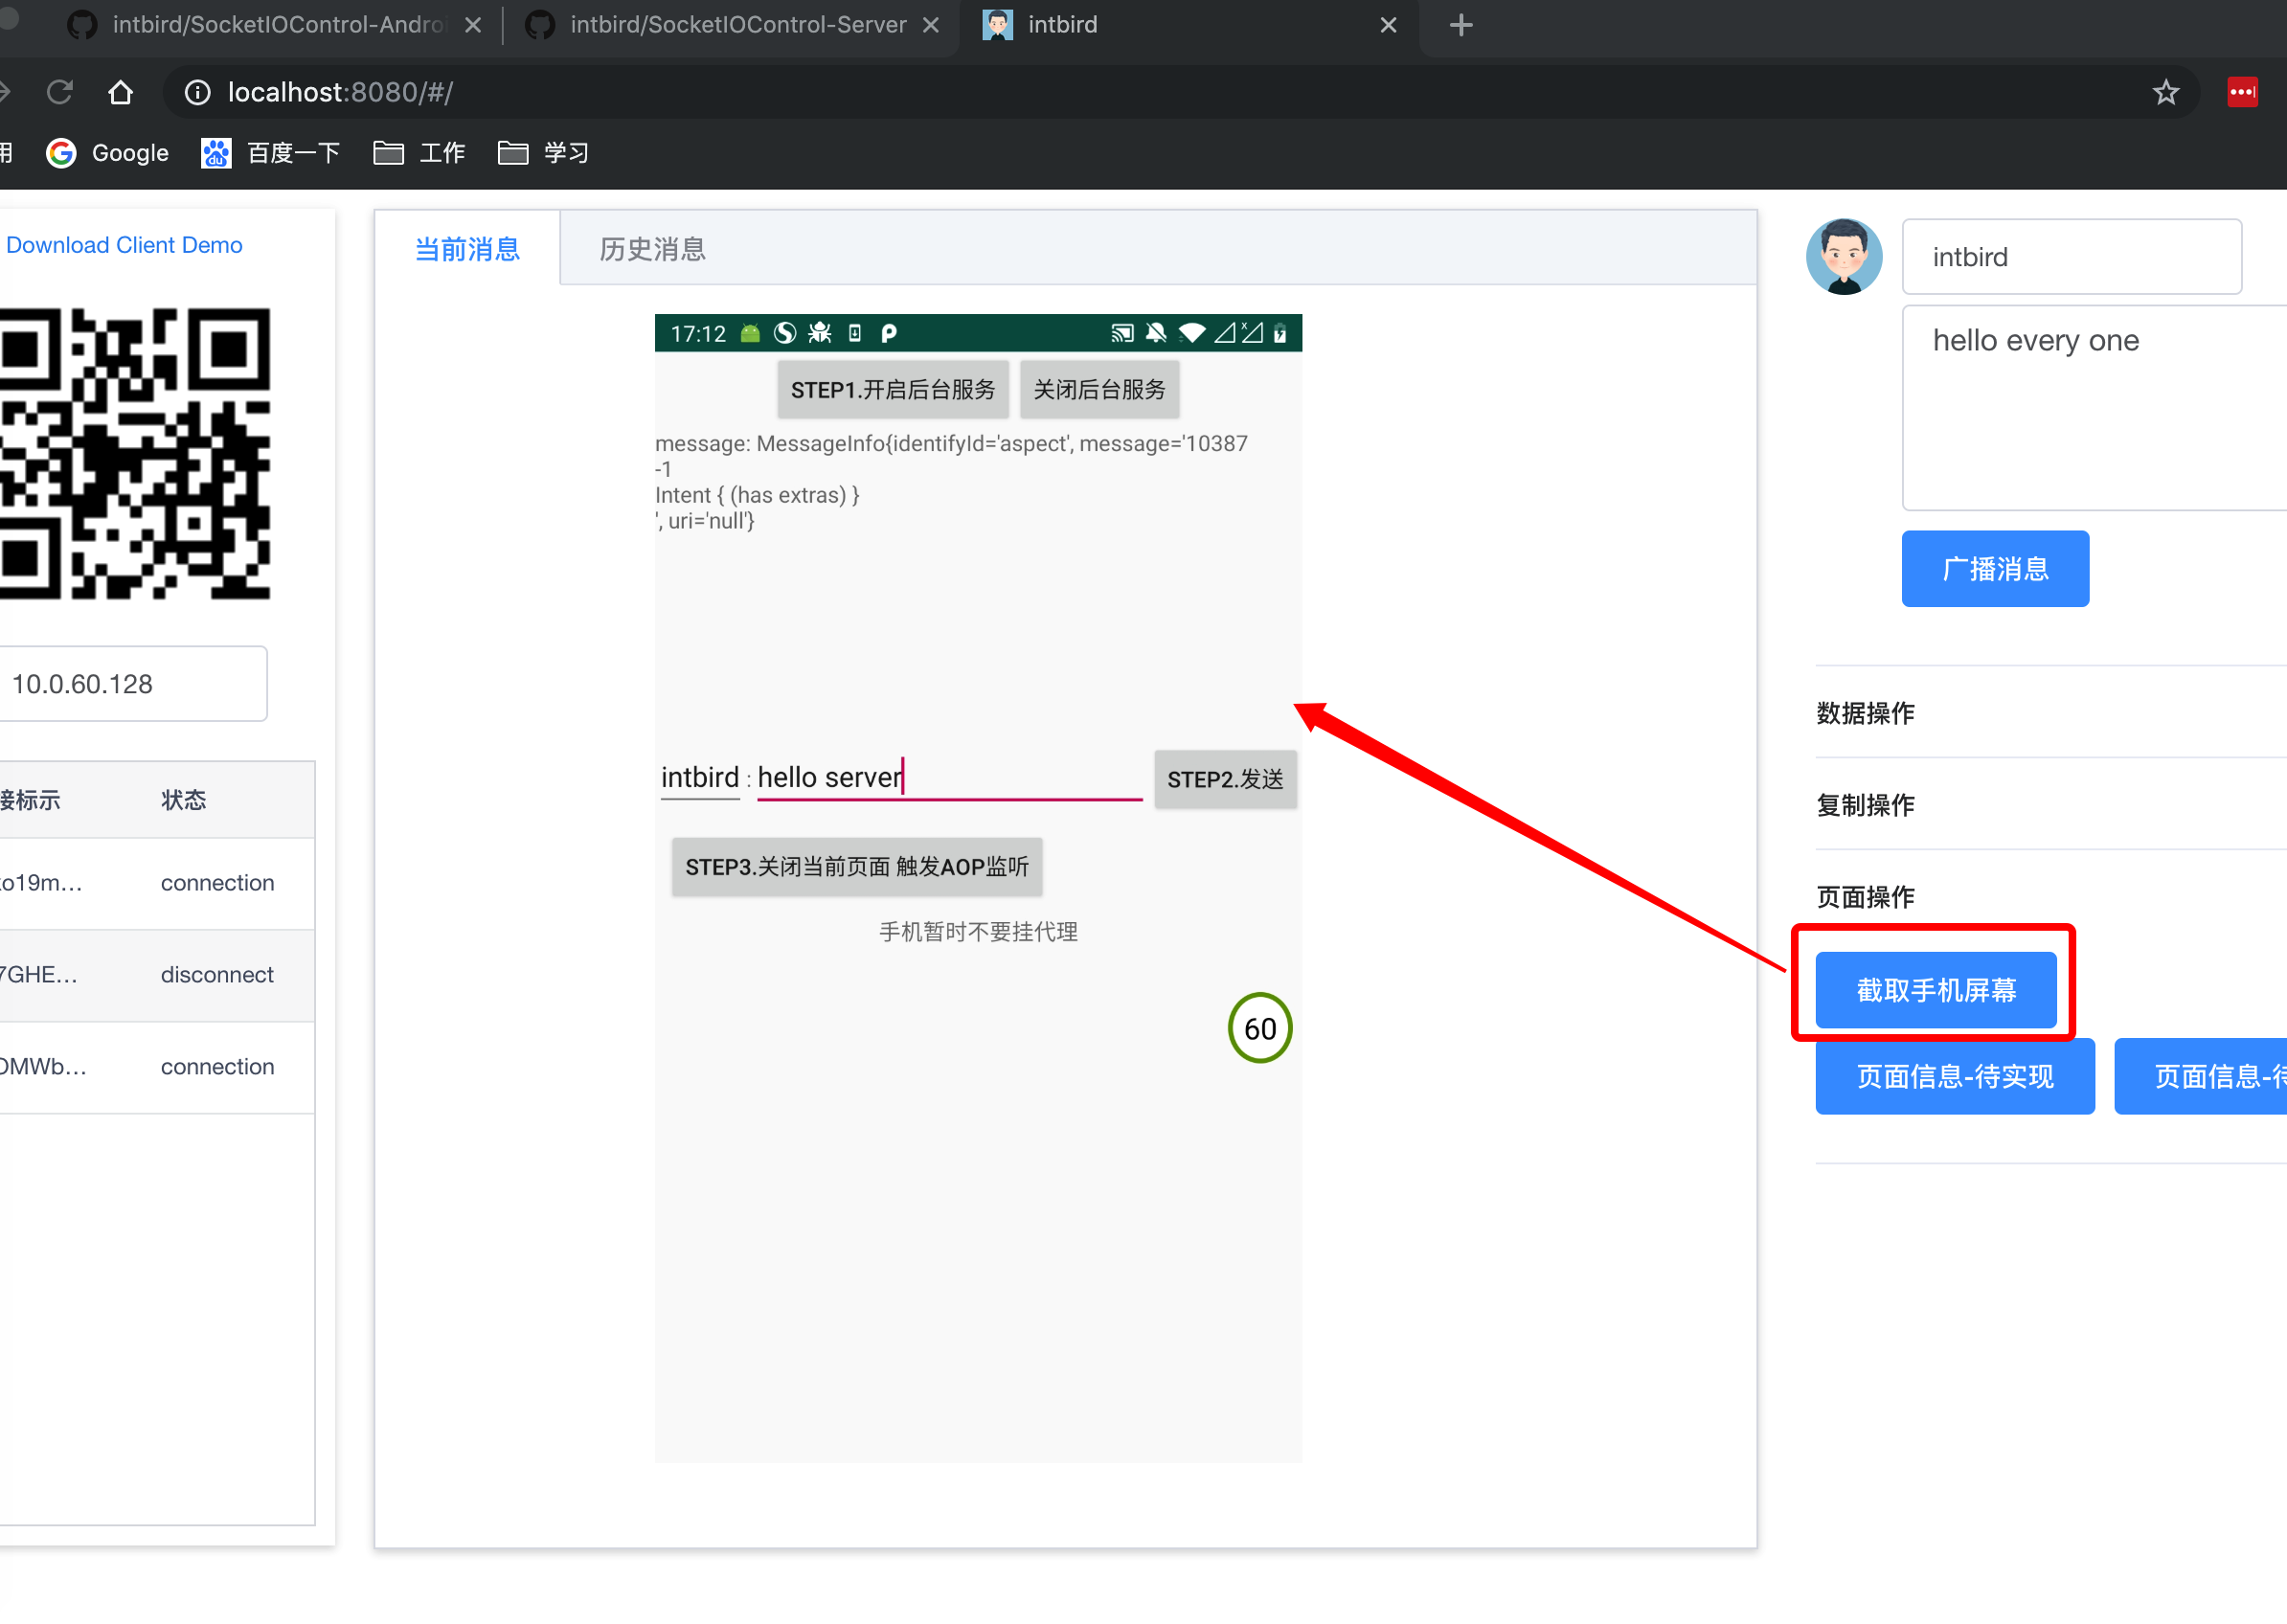 intbird/SocketIOControl-Andro
intbird/SocketIOControl-Server
intbird
localhost:8080/#/
用
Google
百度一下
工作
学习
Download Client Demo
10.0.60.128
接标示
状态
o19m...
connection
7GHE...
disconnect
OMWb...
connection
当前消息
历史消息
17:12
STEP1.开启后台服务
关闭后台服务
message: MessageInfo{identifyId='aspect', message='10387
-1
Intent { (has extras) }
', uri='null'}
intbird : hello server
STEP2.发送
STEP3.关闭当前页面 触发AOP监听
手机暂时不要挂代理
60
intbird
hello every one
广播消息
数据操作
复制操作
页面操作
截取手机屏幕
页面信息-待实现
页面信息-待